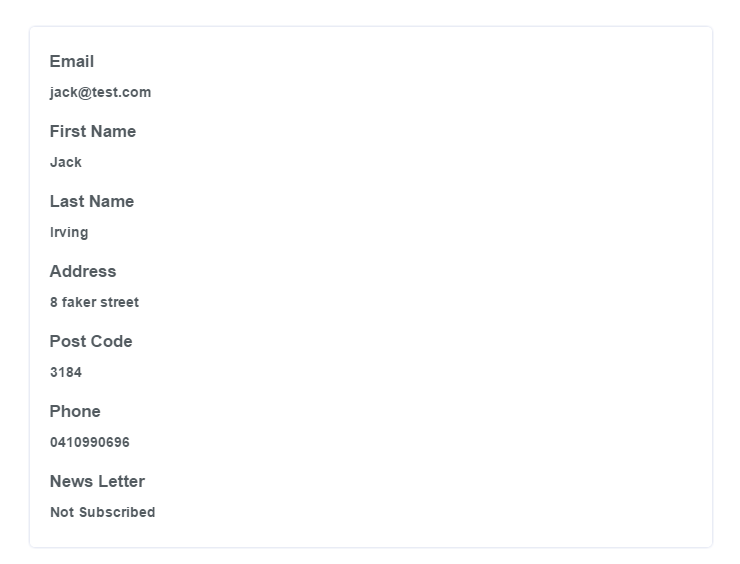 Email
jack@test.com
First Name
Jack
Last Name
Irving
Address
8 faker street
Post Code
3184
Phone
0410990696
News Letter
Not Subscribed